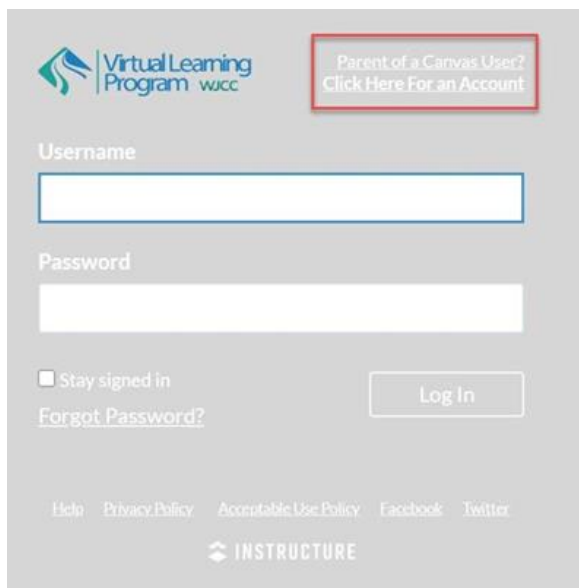 Virtual Learning
Program WJCC
Parent of a Canvas User?
Click Here For an Account
Username
Password
Stay signed in
Forgot Password?
Log In
Help Privacy Policy Acceptable Use Policy Facebook Twitter
INSTRUCTURE